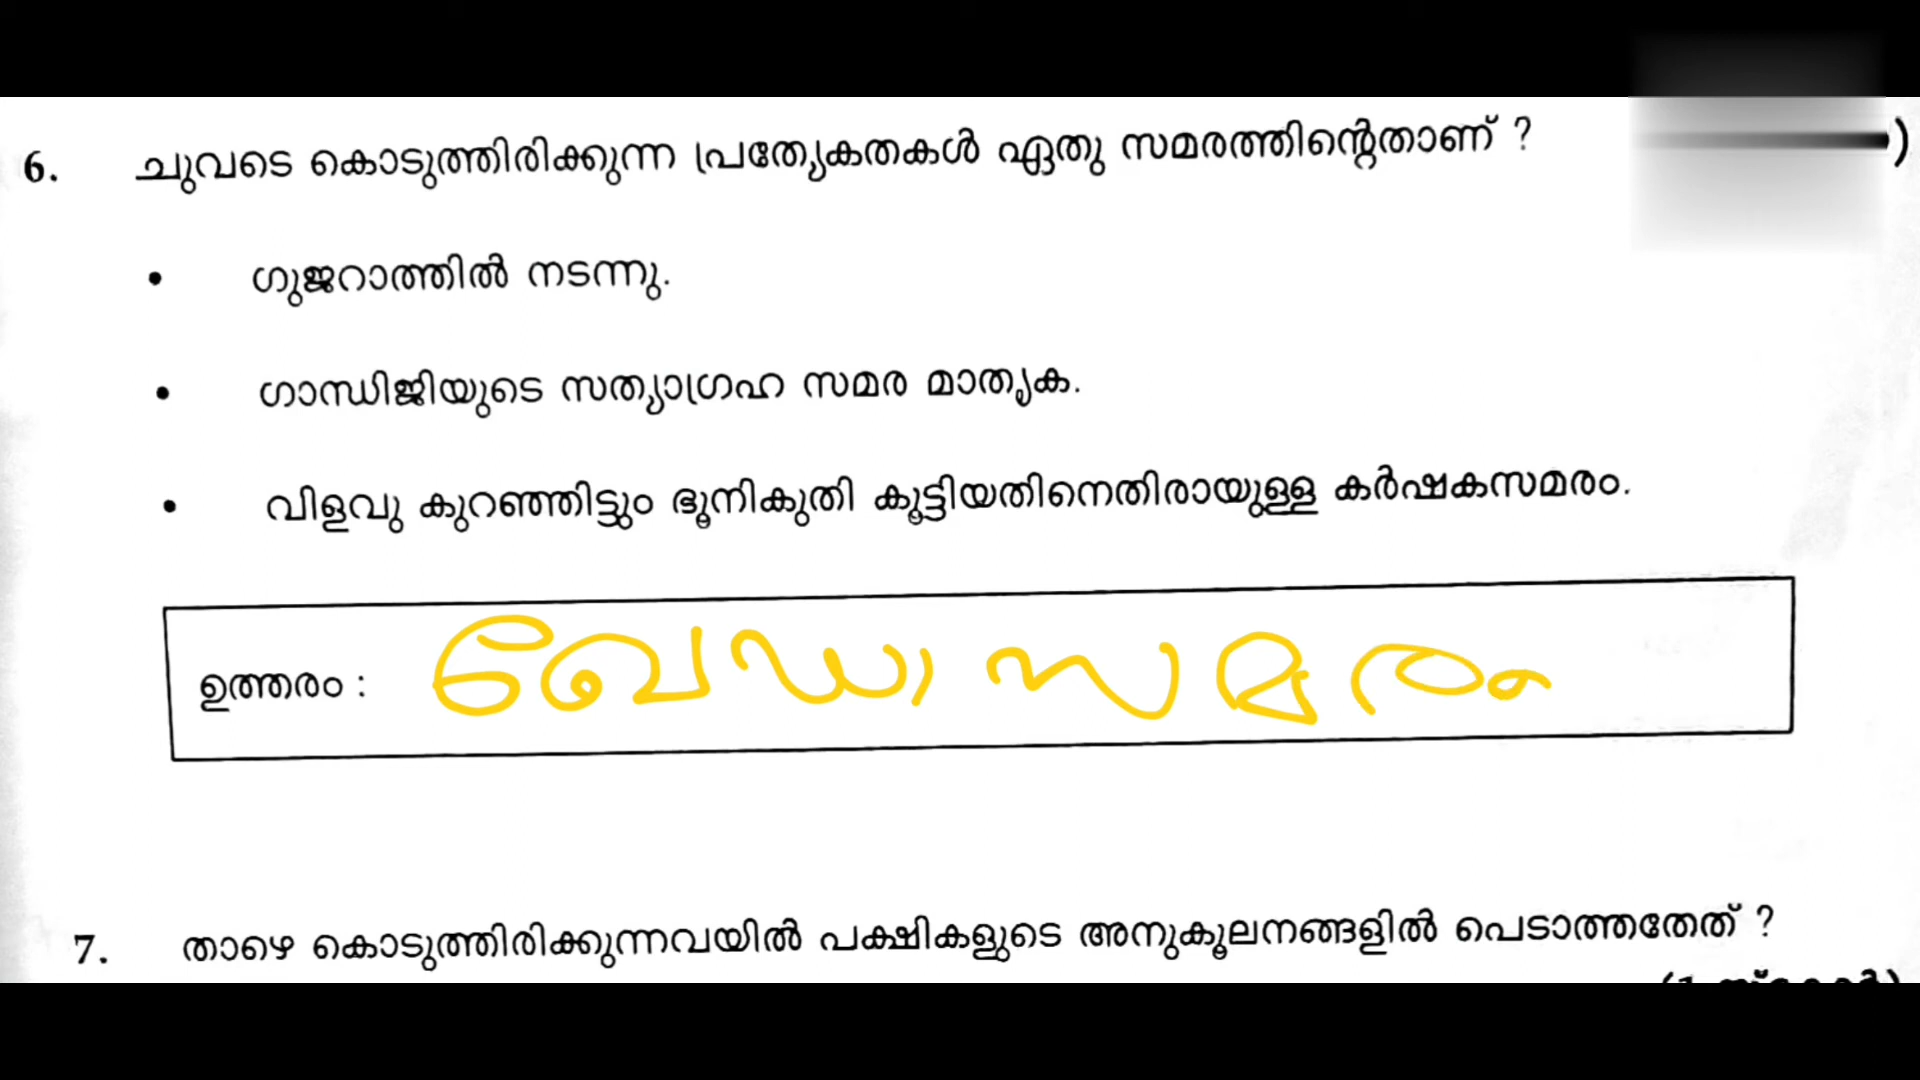 6. ചുവടെ കൊടുത്തിരിക്കുന്ന പ്രത്യേകതകൾ ഏതു സമരത്തിന്റെതാണ് ? )
• ഗുജറാത്തിൽ നടന്നു.
• ഗാന്ധിജിയുടെ സത്യാഗ്രഹ സമര മാതൃക.
• വിളവു കുറഞ്ഞിട്ടും ഭൂനികുതി കൂട്ടിയതിനെതിരായുള്ള കർഷകസമരം.
ഉത്തരം : ഖേഡാ സമരം
7. താഴെ കൊടുത്തിരിക്കുന്നവയിൽ പക്ഷികളുടെ അനുകൂലനങ്ങളിൽ പെടാത്തതേത് ?